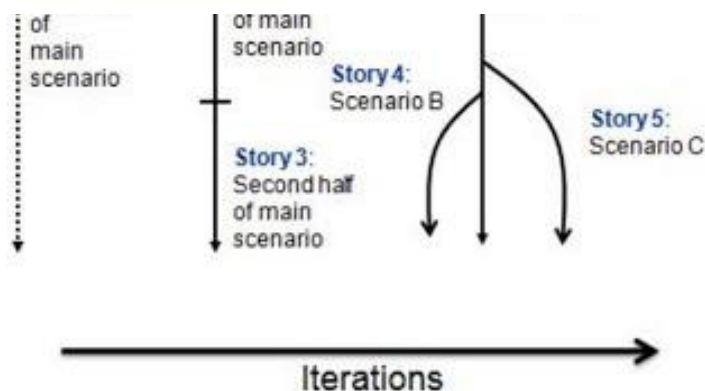 of
main
scenario
of main
scenario
Story 3:
Second half
of main
scenario
Story 4:
Scenario B
Story 5:
Scenario C
Iterations